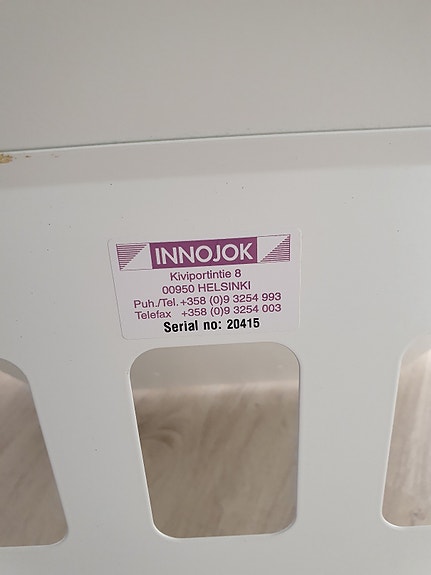 INNOJOK
Kiviportintie 8
00950 HELSINKI
Puh./Tel. +358 (0)9 3254 993
Telefax +358 (0)9 3254 003
Serial no: 20415